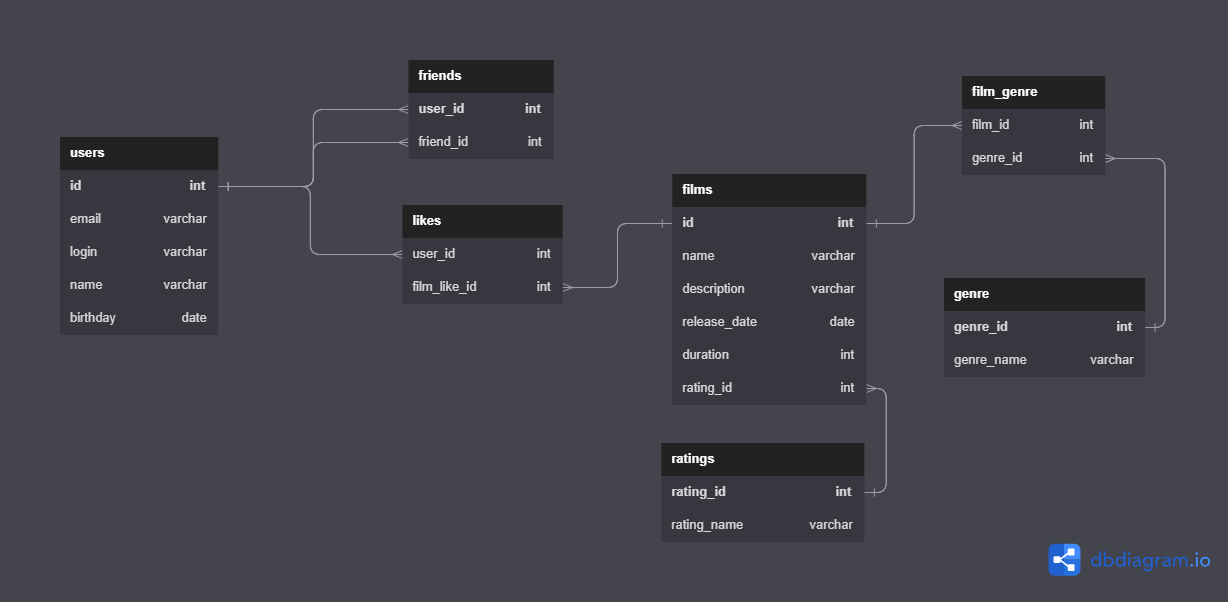 users
id int
email varchar
login varchar
name varchar
birthday date
friends
user_id int
friend_id int
likes
user_id int
film_like_id int
films
id int
name varchar
description varchar
release_date date
duration int
rating_id int
ratings
rating_id int
rating_name varchar
film_genre
film_id int
genre_id int
genre
genre_id int
genre_name varchar
dbdiagram.io